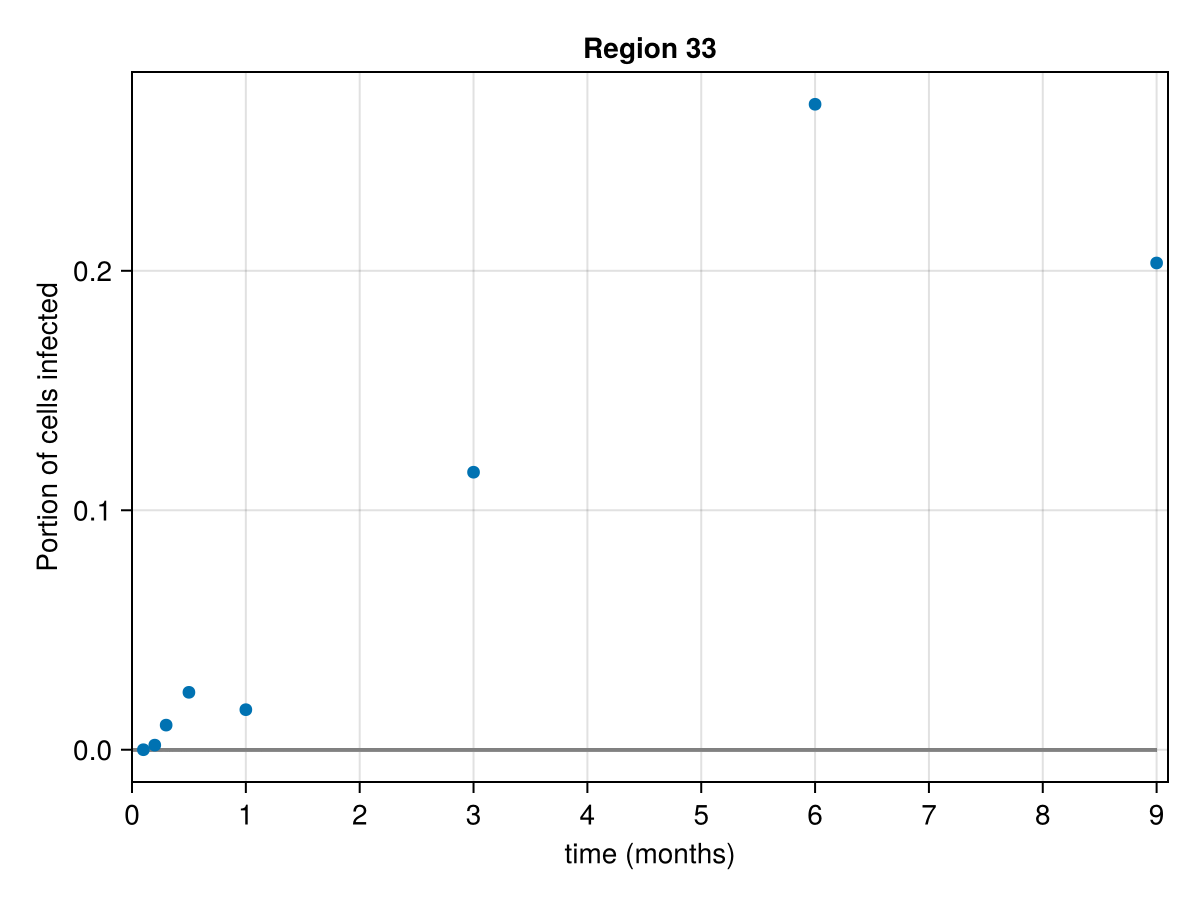 Region 33
Portion of cells infected
0.2
0.1
0.0
0 1 2 3 4 5 6 7 8 9
time (months)